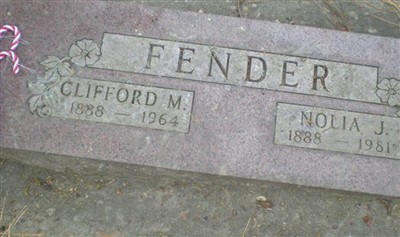 FENDER
CLIFFORD M.
1888 — 1964
NOLIA J.
1888 — 1981